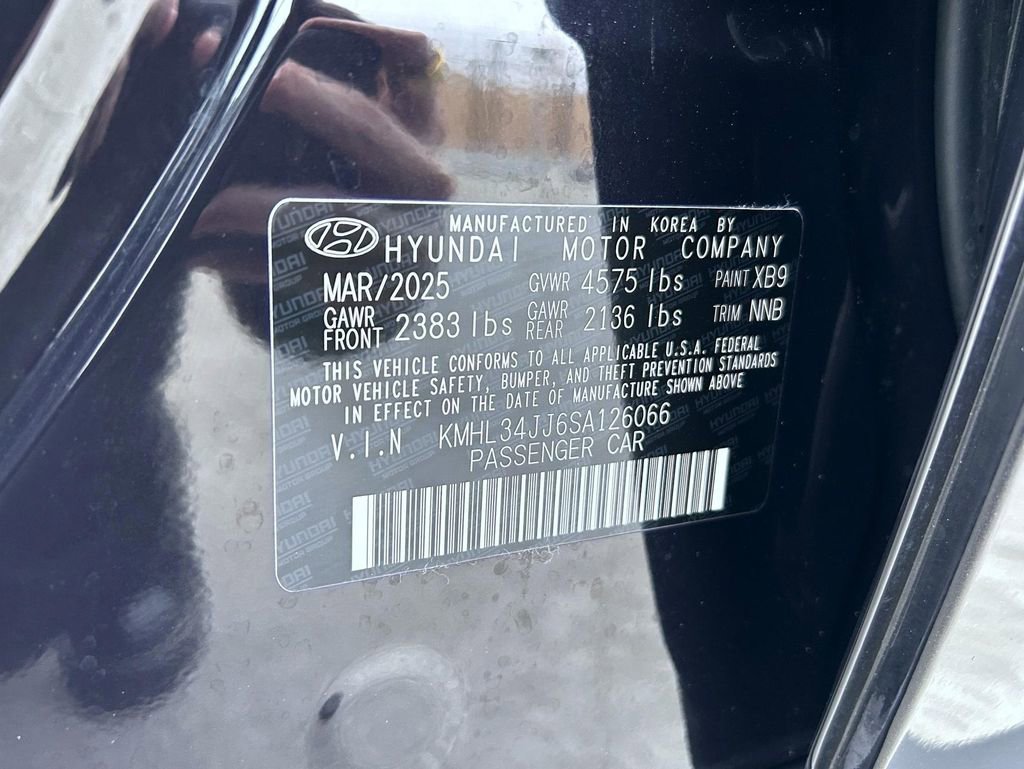 MANUFACTURED IN KOREA BY
HYUNDAI MOTOR COMPANY
MAR/2025 GVWR 4575 lbs PAINT XB9
GAWR FRONT 2383 lbs GAWR REAR 2136 lbs TRIM NNB
THIS VEHICLE CONFORMS TO ALL APPLICABLE U.S.A. FEDERAL
MOTOR VEHICLE SAFETY, BUMPER, AND THEFT PREVENTION STANDARDS
IN EFFECT ON THE DATE OF MANUFACTURE SHOWN ABOVE
V.I.N KMHL34JJ6SA126066
PASSENGER CAR